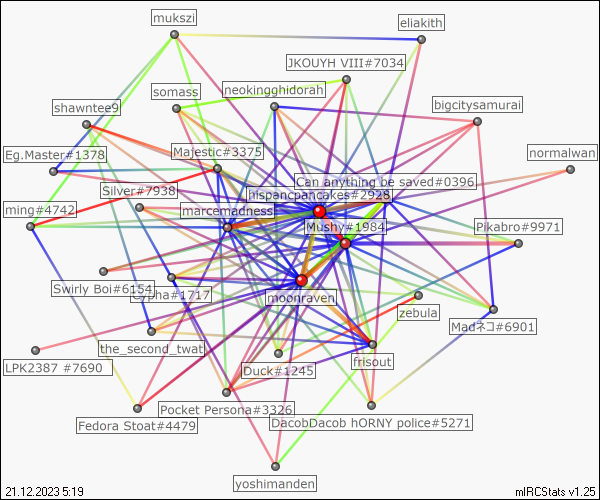 mukszi
eliakith
JKOUYH VIII#7034
somass
neokingghidorah
shawntee9
bigcitysamurai
Eg.Master#1378
Majestic#3375
normalwan
Can anything be saved#0396
Silver#7938
hispancpancakes#2928
ming#4742
marcemadness
Mushy#1984
Pikabro#9971
Swirly Boi#6154
Cypha#1717
moonraven
zebula
Madネコ#6901
the_second_twat
LPK2387 #7690
Duck#1245
frisout
Pocket Persona#3326
Fedora Stoat#4479
DacobDacob hORNY police#5271
yoshimanden
21.12.2023 5:19
mIRCStats v1.25